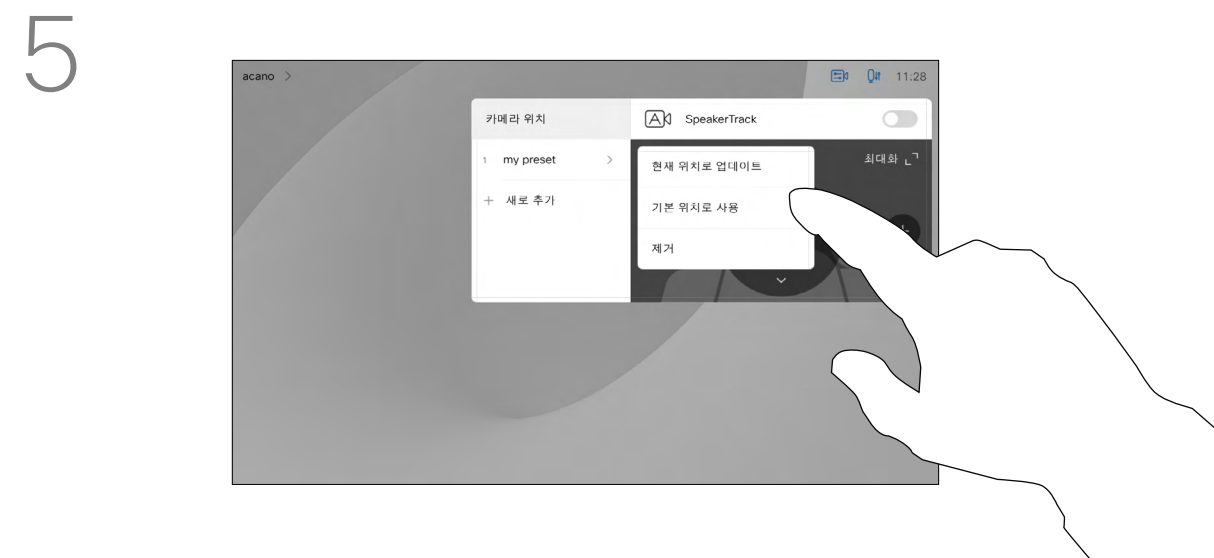 5
acano >
11:28
카메라 위치
SpeakerTrack
1 my preset >
최대화
현재 위치로 업데이트
+ 새로 추가
기본 위치로 사용
제거